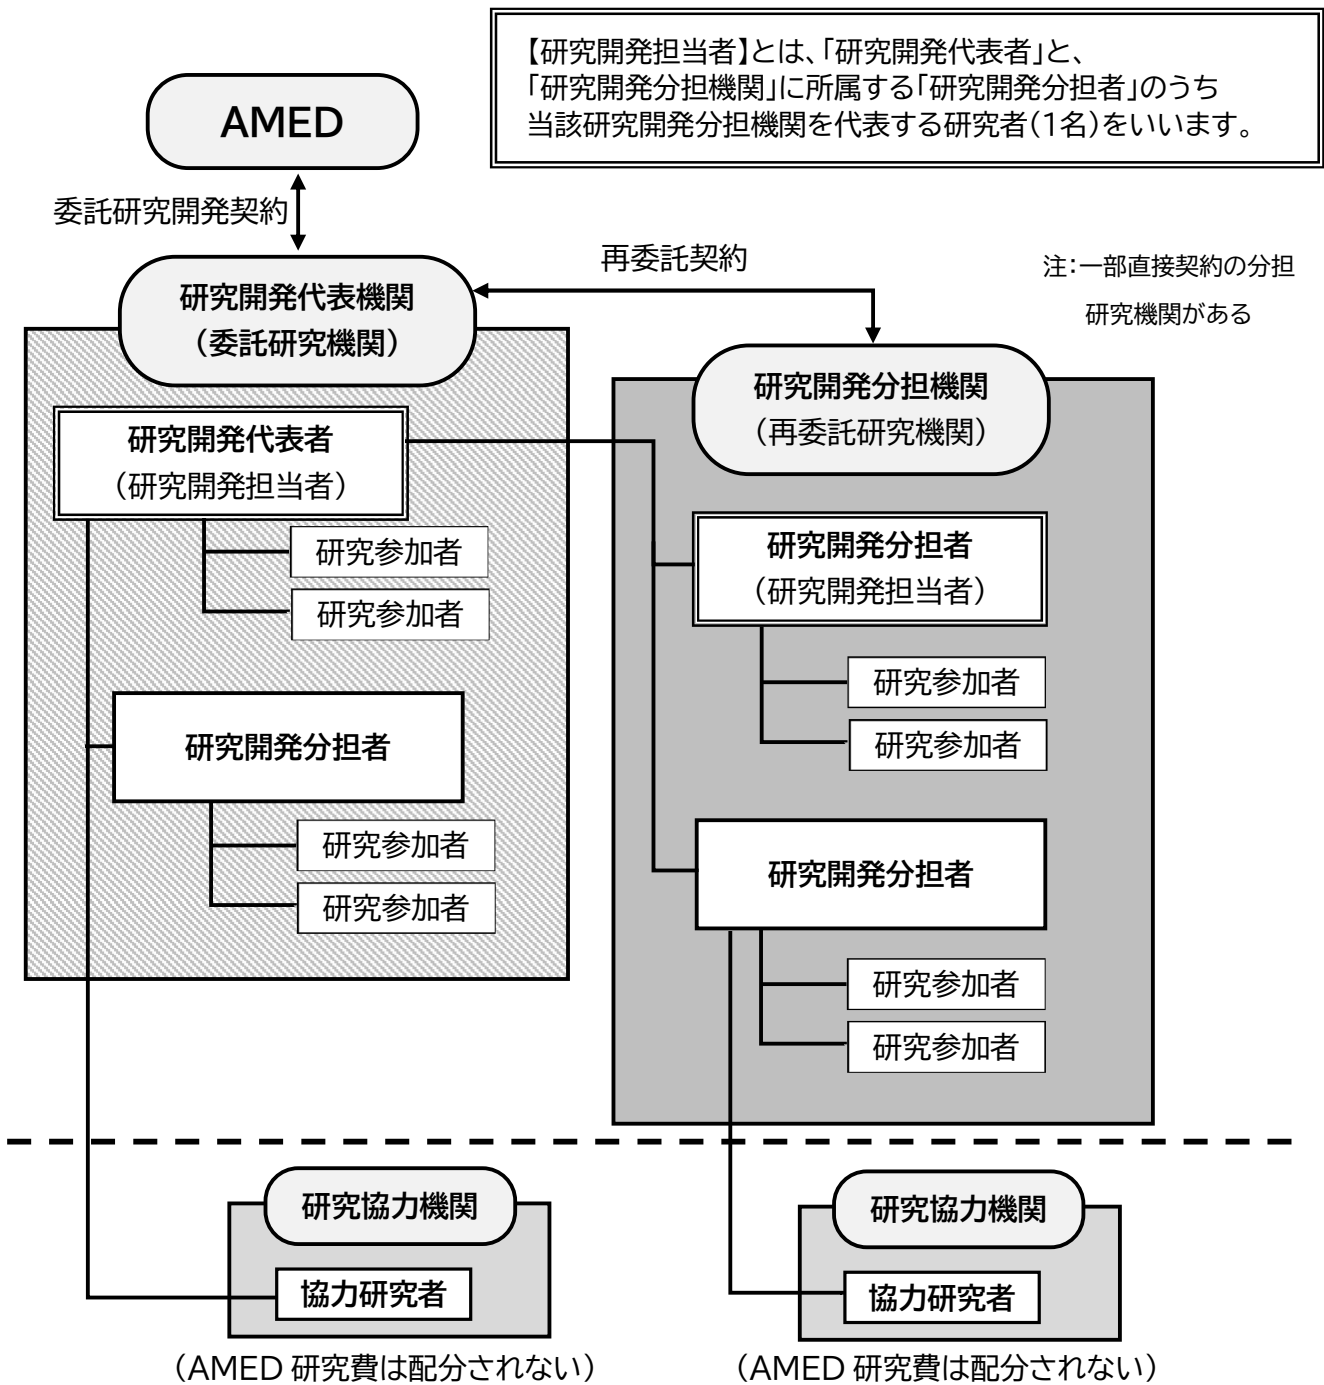 【研究開発担当者】とは、「研究開発代表者」と、
「研究開発分担機関」に所属する「研究開発分担者」のうち
当該研究開発分担機関を代表する研究者(1名)をいいます。
AMED
委託研究開発契約
再委託契約
注:一部直接契約の分担
研究機関がある
研究開発代表機関
(委託研究機関)
研究開発代表者
(研究開発担当者)
研究参加者
研究参加者
研究開発分担者
研究参加者
研究参加者
研究開発分担機関
(再委託研究機関)
研究開発分担者
(研究開発担当者)
研究参加者
研究参加者
研究開発分担者
研究参加者
研究参加者
研究協力機関
協力研究者
(AMED 研究費は配分されない)
研究協力機関
協力研究者
(AMED 研究費は配分されない)